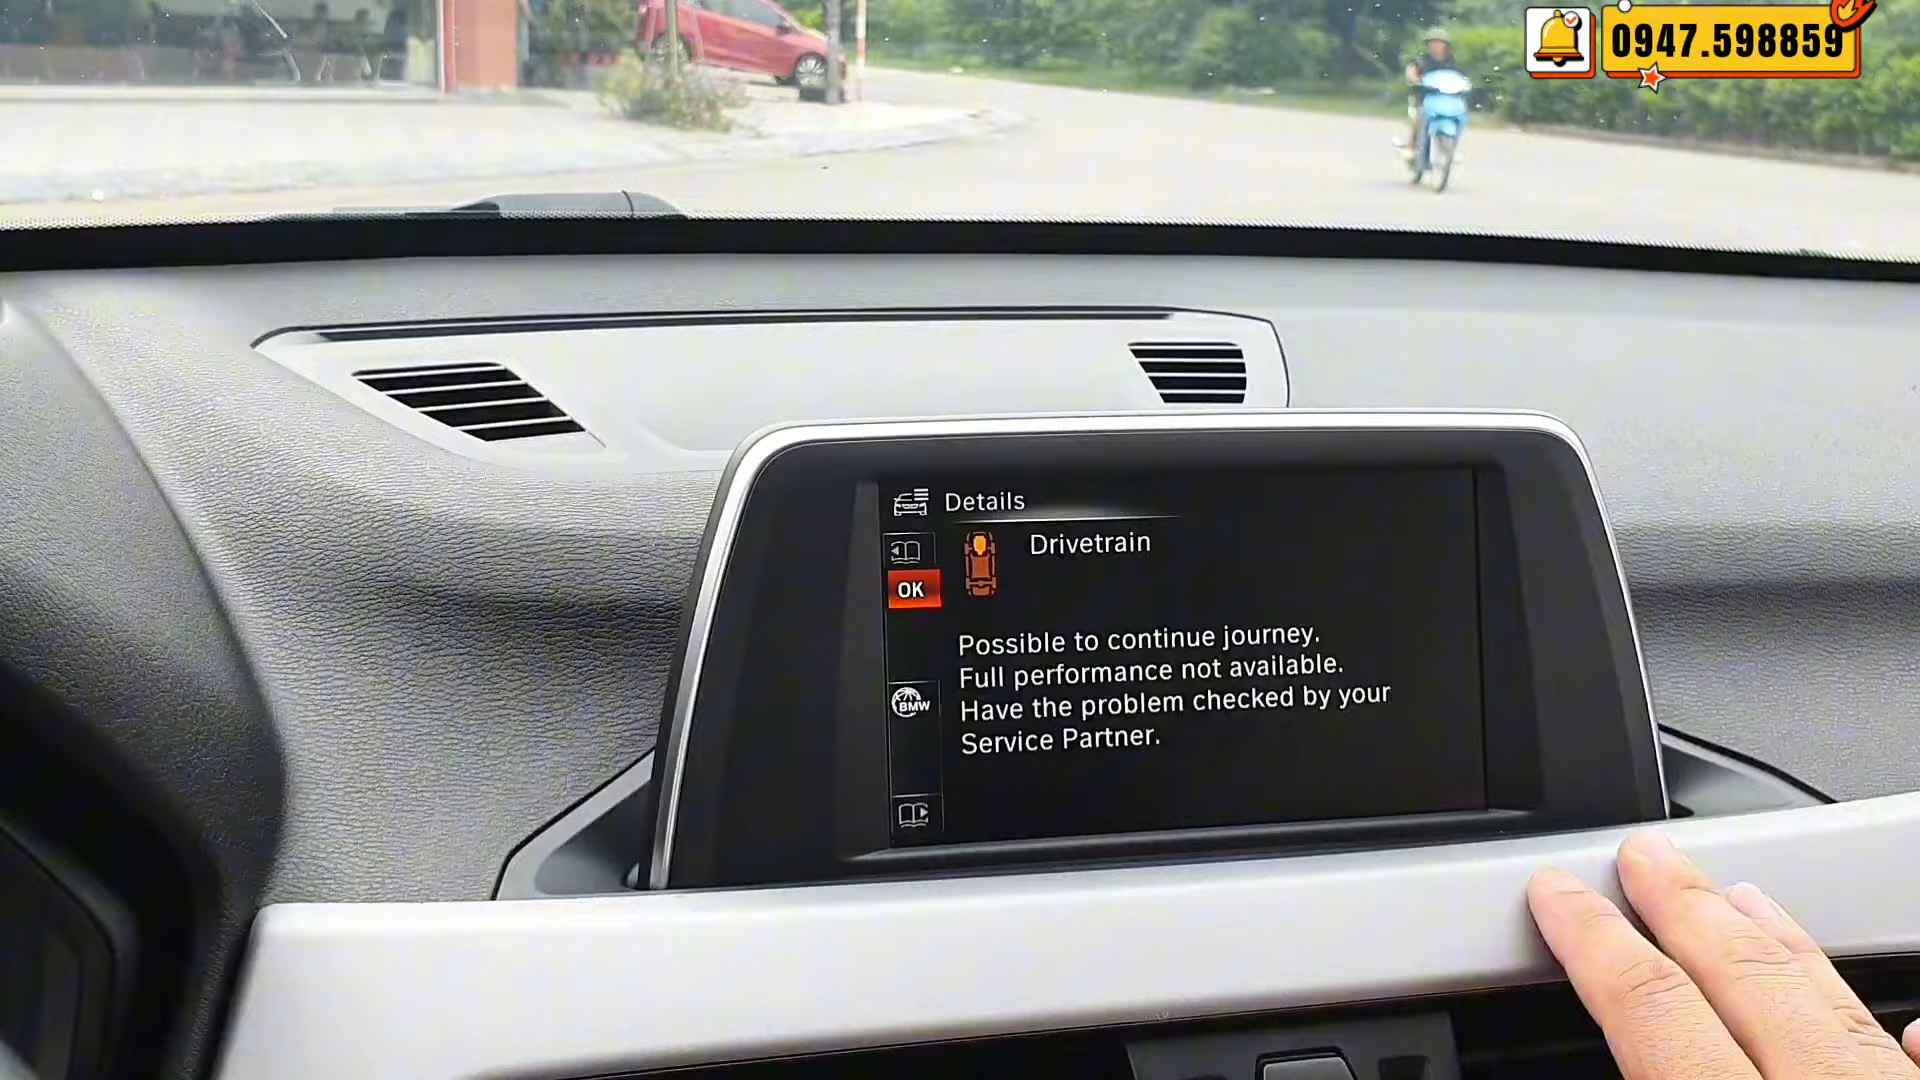 0947.598859
Details
Drivetrain
OK
Possible to continue journey.
Full performance not available.
Have the problem checked by your
Service Partner.
BMW